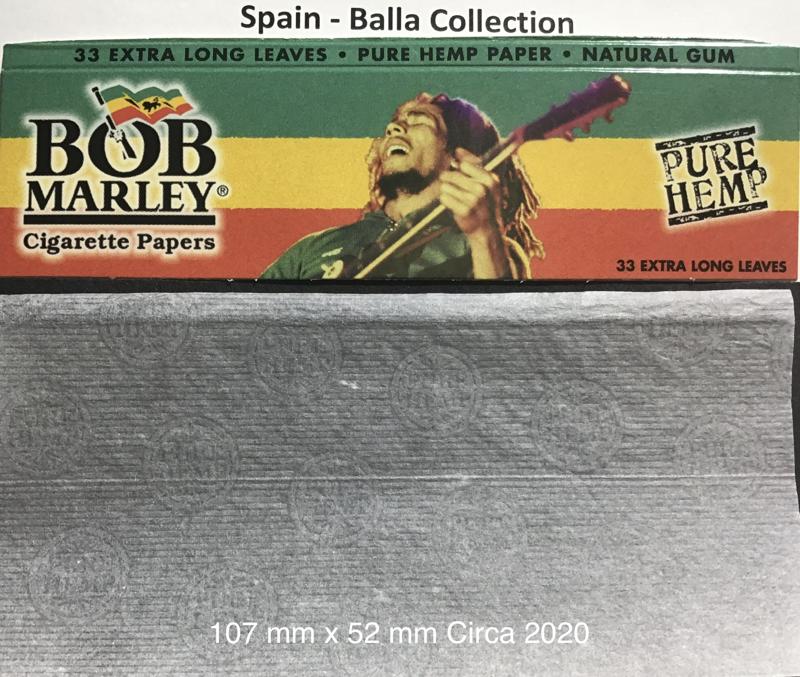 Spain - Balla Collection
33 EXTRA LONG LEAVES • PURE HEMP PAPER • NATURAL GUM
BOB
MARLEY®
Cigarette Papers
PURE
HEMP
33 EXTRA LONG LEAVES
107 mm x 52 mm Circa 2020